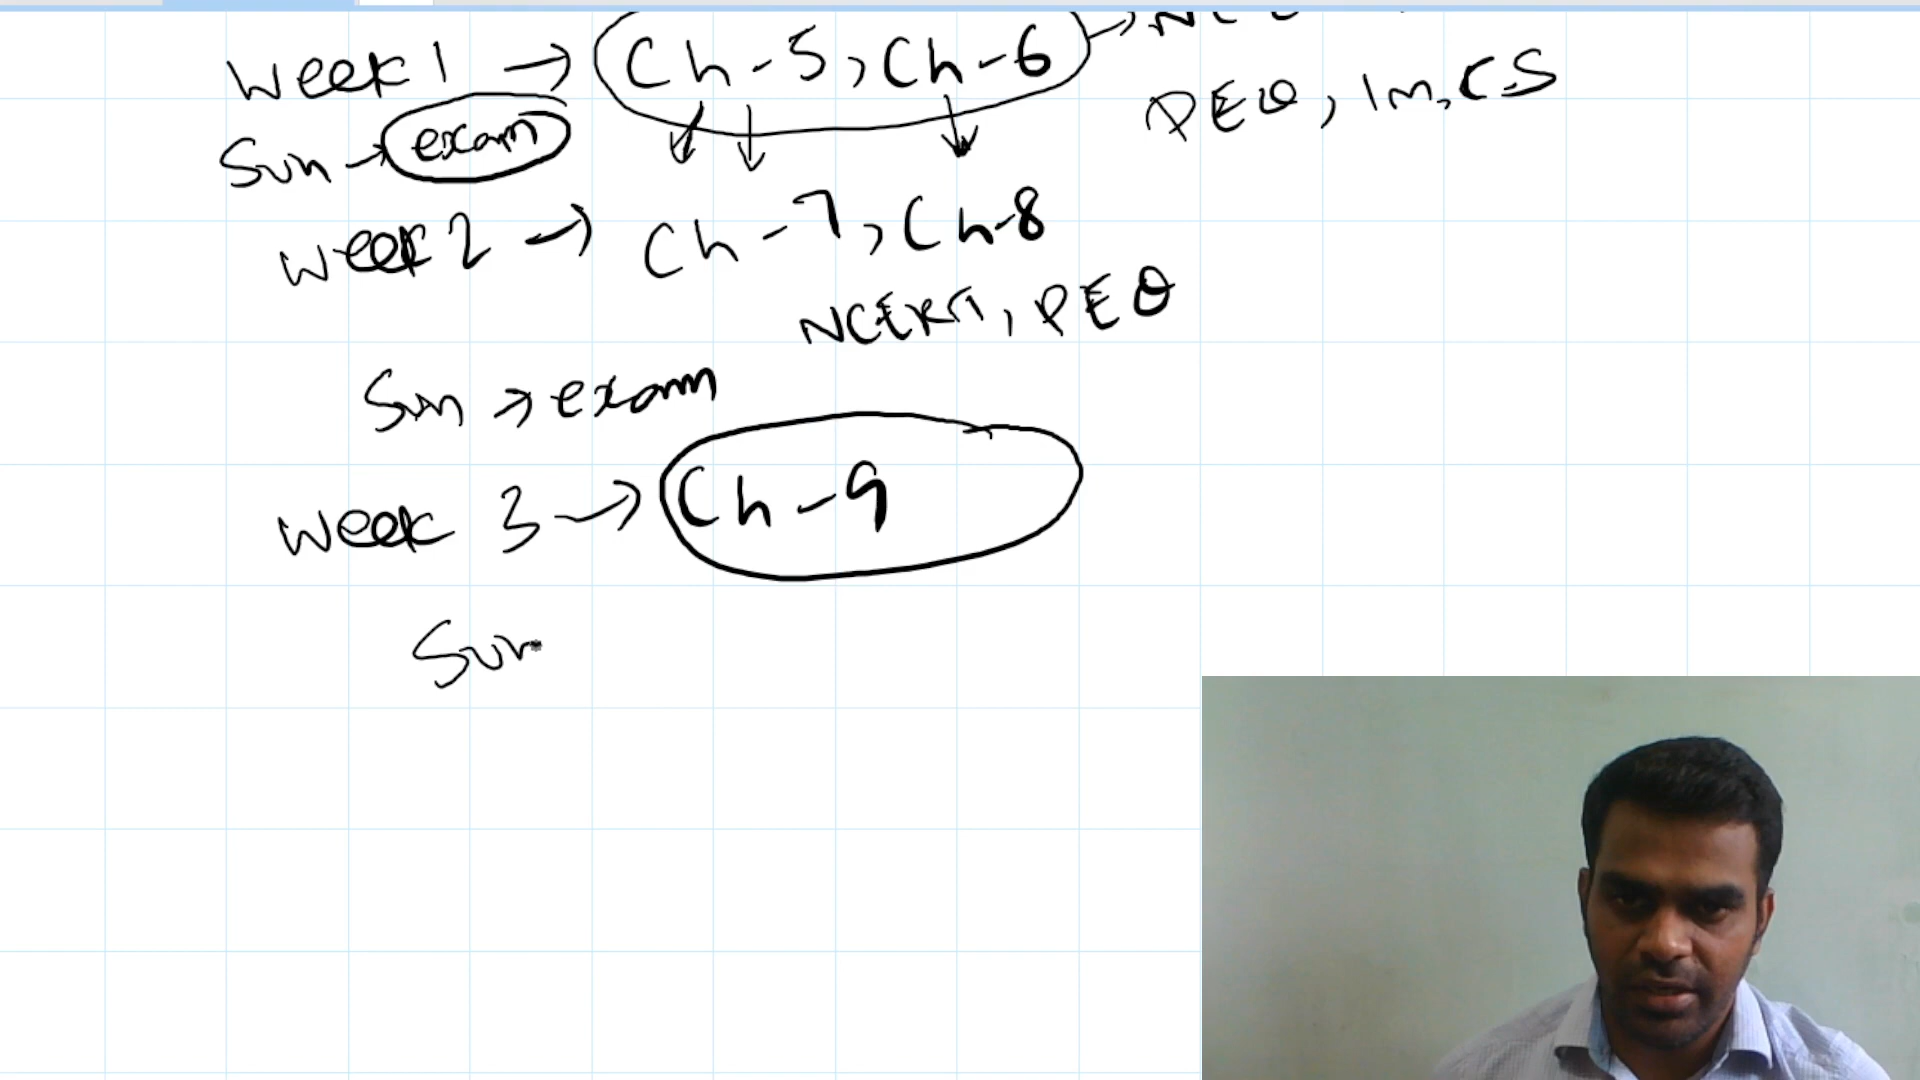 Week 1 → Ch-5, Ch-6 →
PEQ, IM, CS
Sun → exam
Week 2 → Ch-7, Ch-8
NCERT, PEQ
Sun → exam
Week 3 → Ch-9
Sun